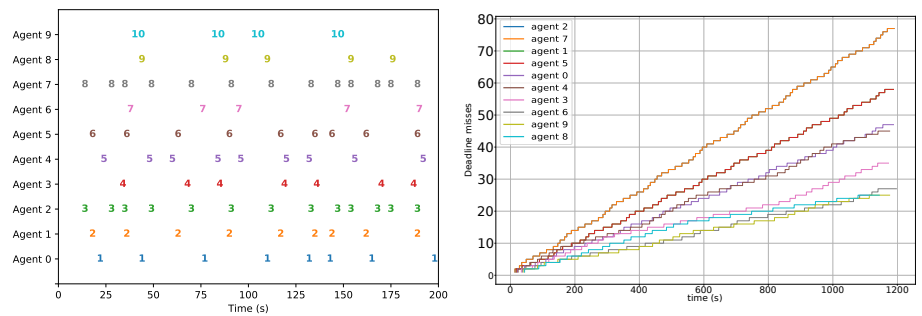 Agent 9 10 10 10 10
Agent 8 9 9 9 9 9
Agent 7 8 8 8 8 8 8 8 8 8 8 8 8
Agent 6 7 7 7 7 7
Agent 5 6 6 6 6 6 6 6 6 6
Agent 4 5 5 5 5 5 5 5 5 5
Agent 3 4 4 4 4 4 4 4
Agent 2 3 3 3 3 3 3 3 3 3 3 3 3
Agent 1 2 2 2 2 2 2 2 2 2
Agent 0 1 1 1 1 1 1 1 1
0 25 50 75 100 125 150 175 200
Time (s)
80
70
60
50
40
30
20
10
0
Deadline misses
agent 2
agent 7
agent 1
agent 5
agent 0
agent 4
agent 3
agent 6
agent 9
agent 8
0 200 400 600 800 1000 1200
time (s)